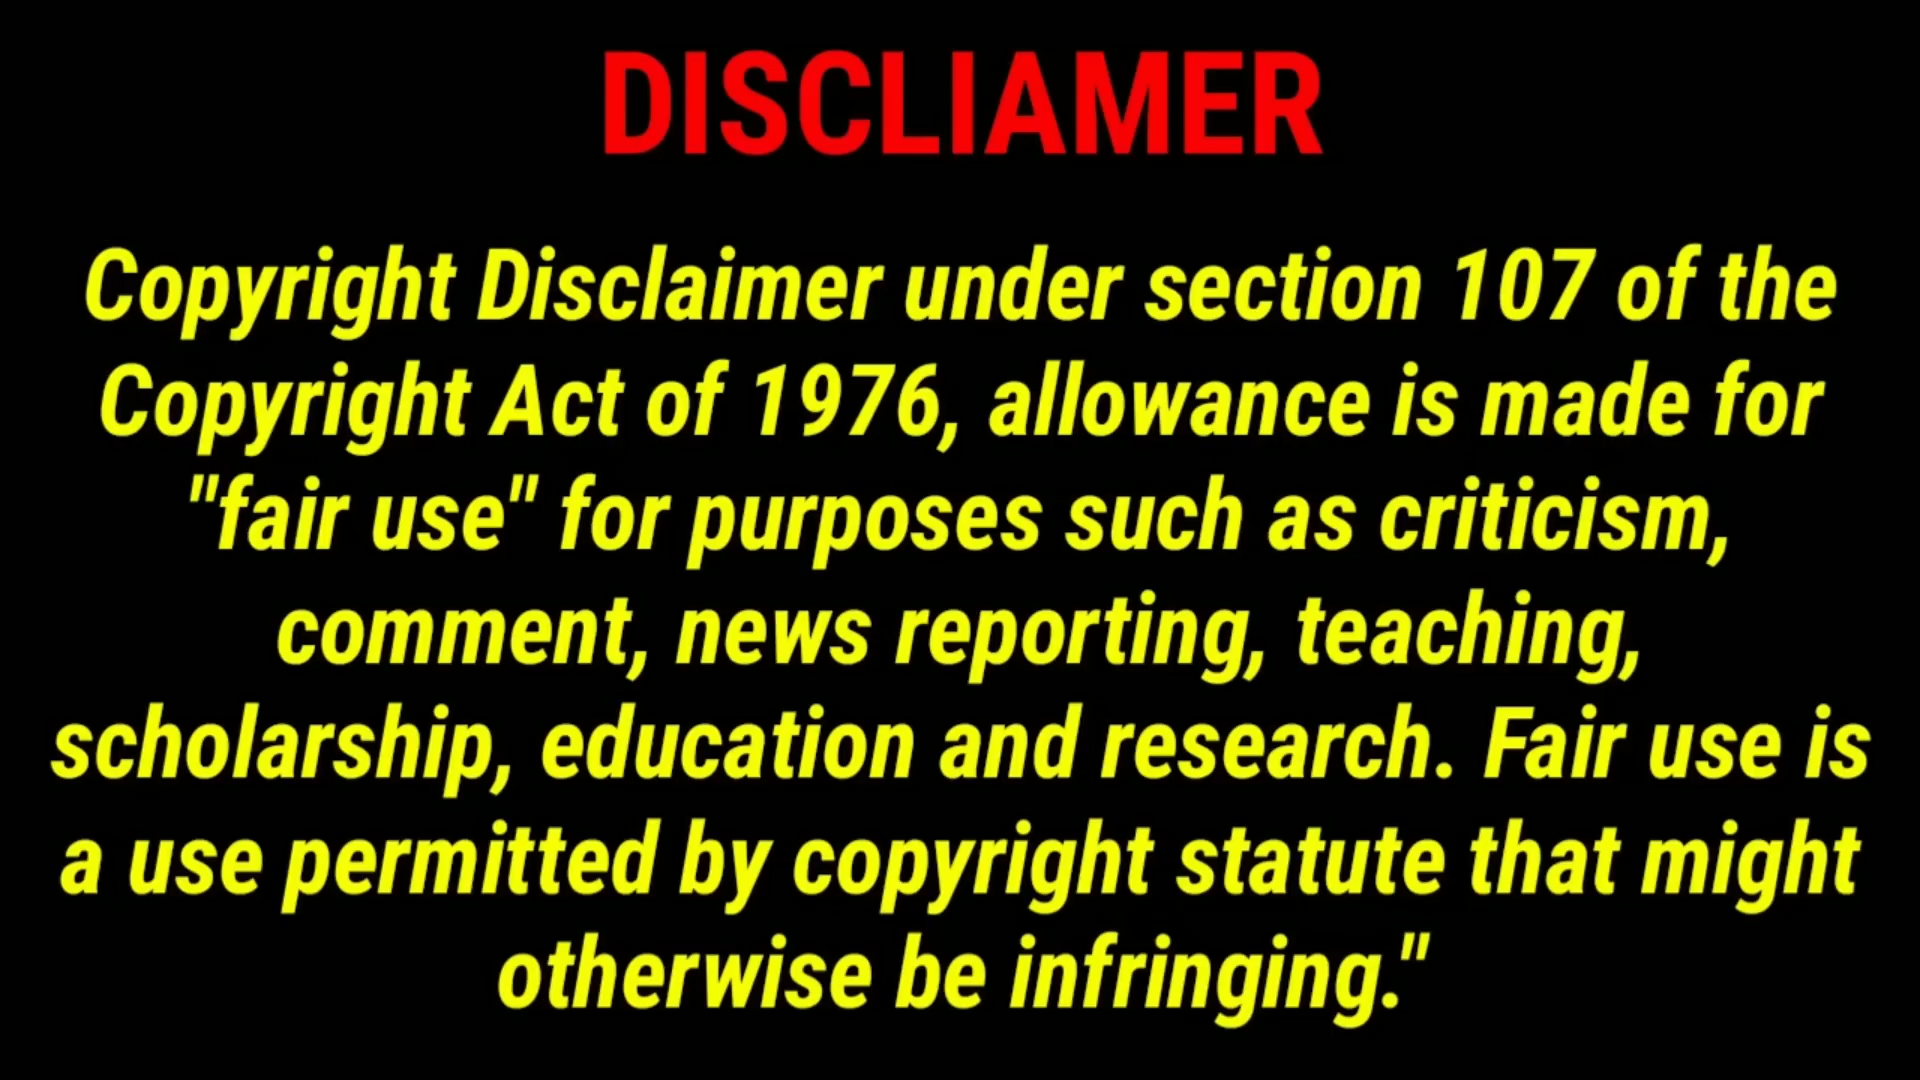 DISCLIAMER
Copyright Disclaimer under section 107 of the
Copyright Act of 1976, allowance is made for
"fair use" for purposes such as criticism,
comment, news reporting, teaching,
scholarship, education and research. Fair use is
a use permitted by copyright statute that might
otherwise be infringing."